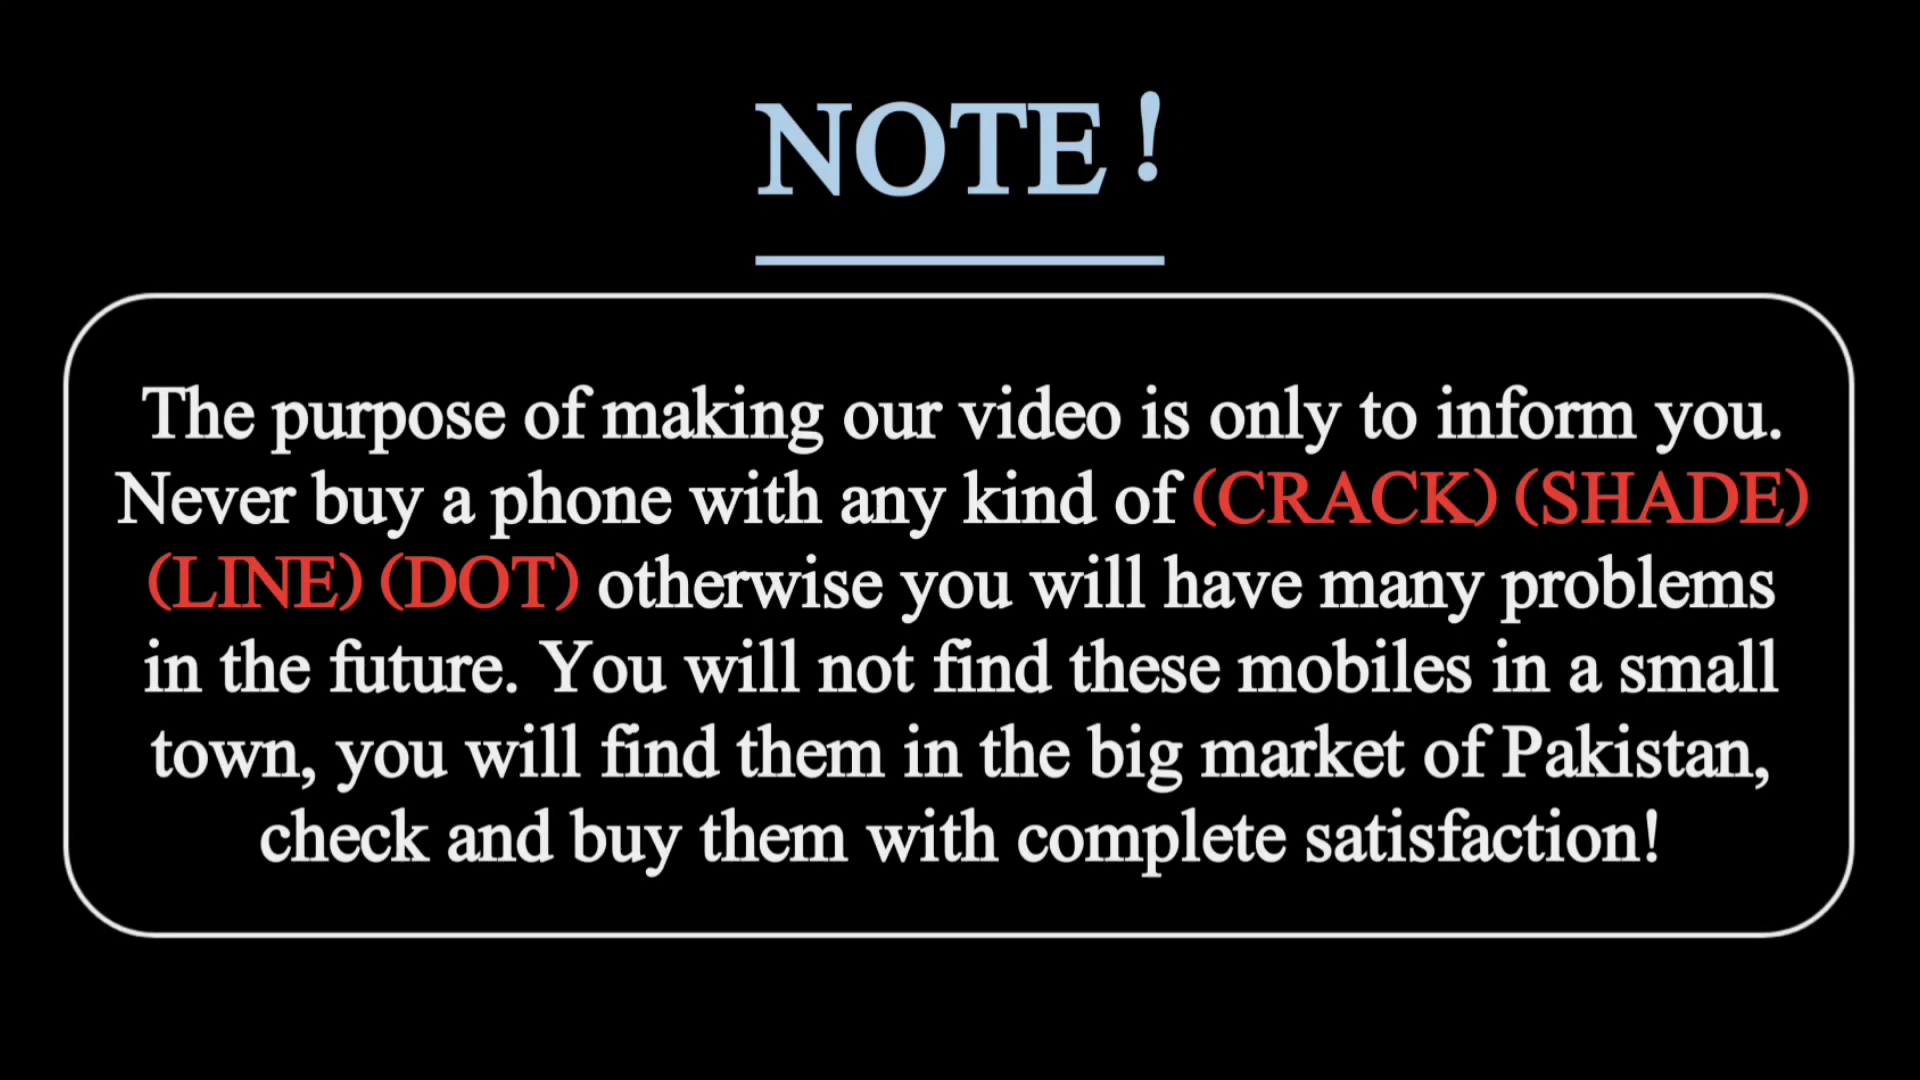 NOTE!
The purpose of making our video is only to inform you.
Never buy a phone with any kind of (CRACK) (SHADE)
(LINE) (DOT) otherwise you will have many problems
in the future. You will not find these mobiles in a small
town, you will find them in the big market of Pakistan,
check and buy them with complete satisfaction!